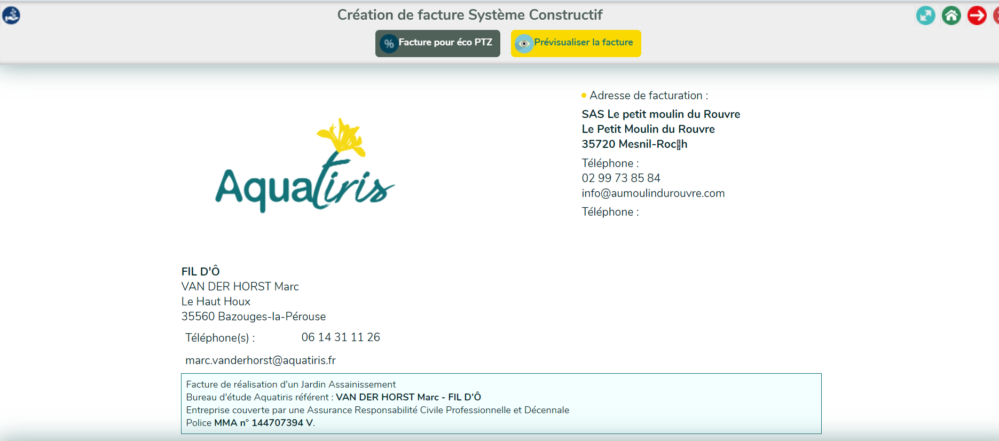 Création de facture Système Constructif
% Facture pour éco PTZ
Prévisualiser la facture
Adresse de facturation :
SAS Le petit moulin du Rouvre
Le Petit Moulin du Rouvre
35720 Mesnil-Roc▯h
Téléphone :
02 99 73 85 84
info@aumoulindurouvre.com
Téléphone :
Aquatiris
FIL D'Ô
VAN DER HORST Marc
Le Haut Houx
35560 Bazouges-la-Pérouse
Téléphone(s) : 06 14 31 11 26
marc.vanderhorst@aquatiris.fr
Facture de réalisation d'un Jardin Assainissement
Bureau d'étude Aquatiris référent : VAN DER HORST Marc - FIL D'Ô
Entreprise couverte par une Assurance Responsabilité Civile Professionnelle et Décennale
Police MMA n° 144707394 V.